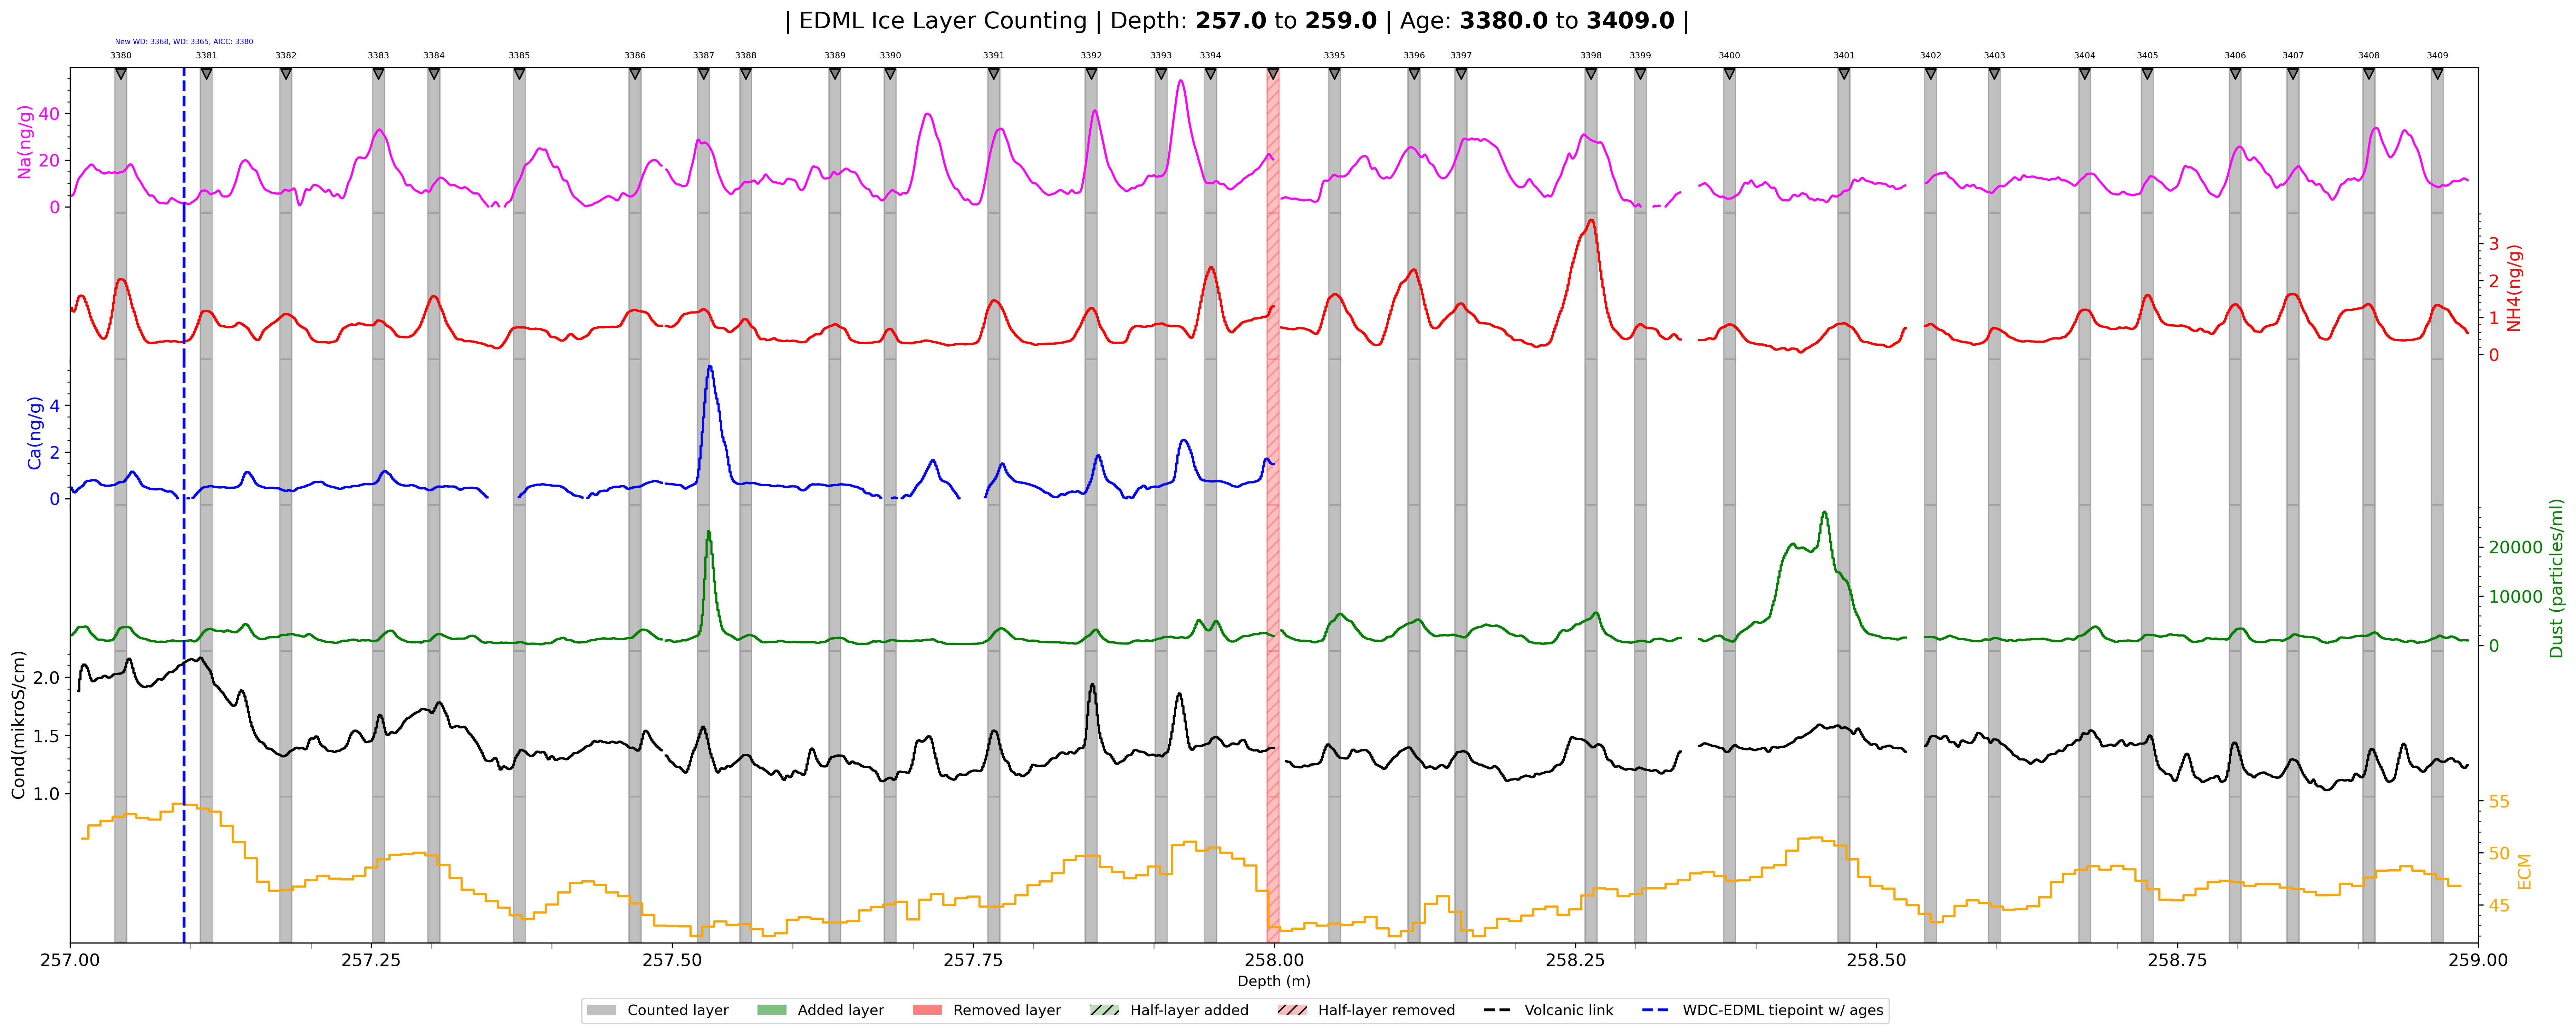 | EDML Ice Layer Counting | Depth: 257.0 to 259.0 | Age: 3380.0 to 3409.0 |
New WD: 3368, WD: 3365, AICC: 3380
3380 3381 3382 3383 3384 3385 3386 3387 3388 3389 3390 3391 3392 3393 3394 3395 3396 3397 3398 3399 3400 3401 3402 3403 3404 3405 3406 3407 3408 3409
Na(ng/g)
40
20
0
NH4(ng/g)
3
2
1
0
Ca(ng/g)
4
2
0
Dust (particles/ml)
20000
10000
0
Cond(mikroS/cm)
2.0
1.5
1.0
ECM
55
50
45
257.00 257.25 257.50 257.75 258.00 258.25 258.50 258.75 259.00
Depth (m)
Counted layer Added layer Removed layer Half-layer added Half-layer removed Volcanic link WDC-EDML tiepoint w/ ages